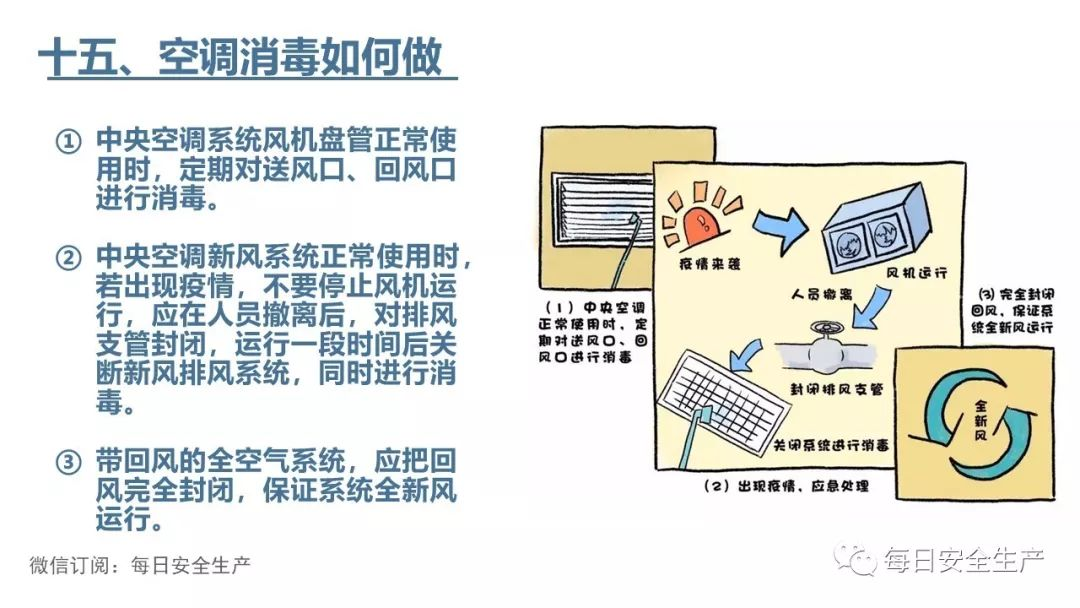 十五、空调消毒如何做
① 中央空调系统风机盘管正常使
用时，定期对送风口、回风口
进行消毒。
② 中央空调新风系统正常使用时，
若出现疫情，不要停止风机运
行，应在人员撤离后，对排风
支管封闭，运行一段时间后关
断新风排风系统，同时进行消
毒。
③ 带回风的全空气系统，应把回
风完全封闭，保证系统全新风
运行。
(1)中央空调
正常使用时，定
期对送风口、回
风口进行消毒
疫情来袭
风机运行
人员撤离
封闭排风支管
关闭系统进行消毒
(2)出现疫情，应急处理
(3)完全封闭
回风，保证系
统全新风运行
全新风
微信订阅：每日安全生产
每日安全生产